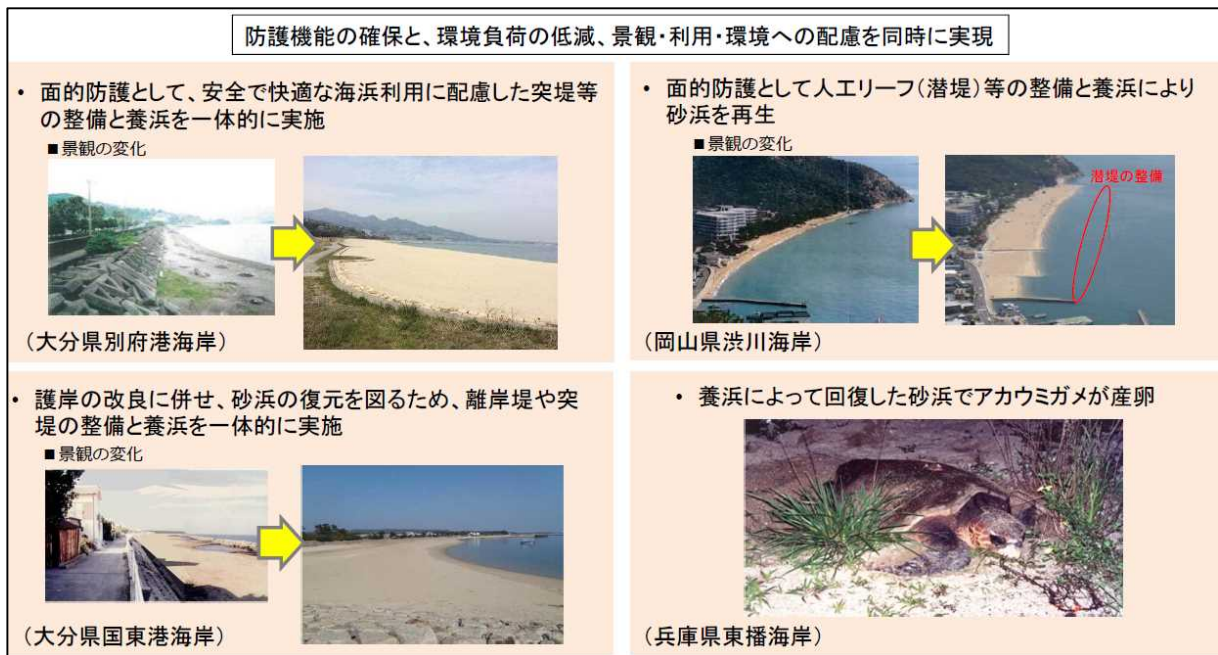 防護機能の確保と、環境負荷の低減、景観・利用・環境への配慮を同時に実現
• 面的防護として、安全で快適な海浜利用に配慮した突堤等
の整備と養浜を一体的に実施
■景観の変化
(大分県別府港海岸)
• 面的防護として人工リーフ(潜堤)等の整備と養浜により
砂浜を再生
■景観の変化
潜堤の整備
(岡山県渋川海岸)
• 護岸の改良に併せ、砂浜の復元を図るため、離岸堤や突
堤の整備と養浜を一体的に実施
■景観の変化
(大分県国東港海岸)
• 養浜によって回復した砂浜でアカウミガメが産卵
(兵庫県東播海岸)